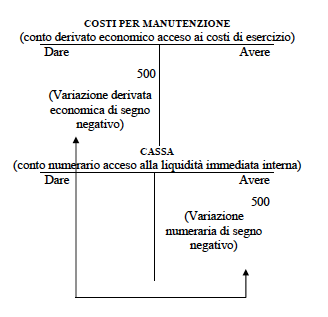 COSTI PER MANUTENZIONE
(conto derivato economico acceso ai costi di esercizio)
Dare Avere
500
(Variazione derivata
economica di segno
negativo)
CASSA
(conto numerario acceso alla liquidità immediata interna)
Dare Avere
500
(Variazione
numeraria di segno
negativo)